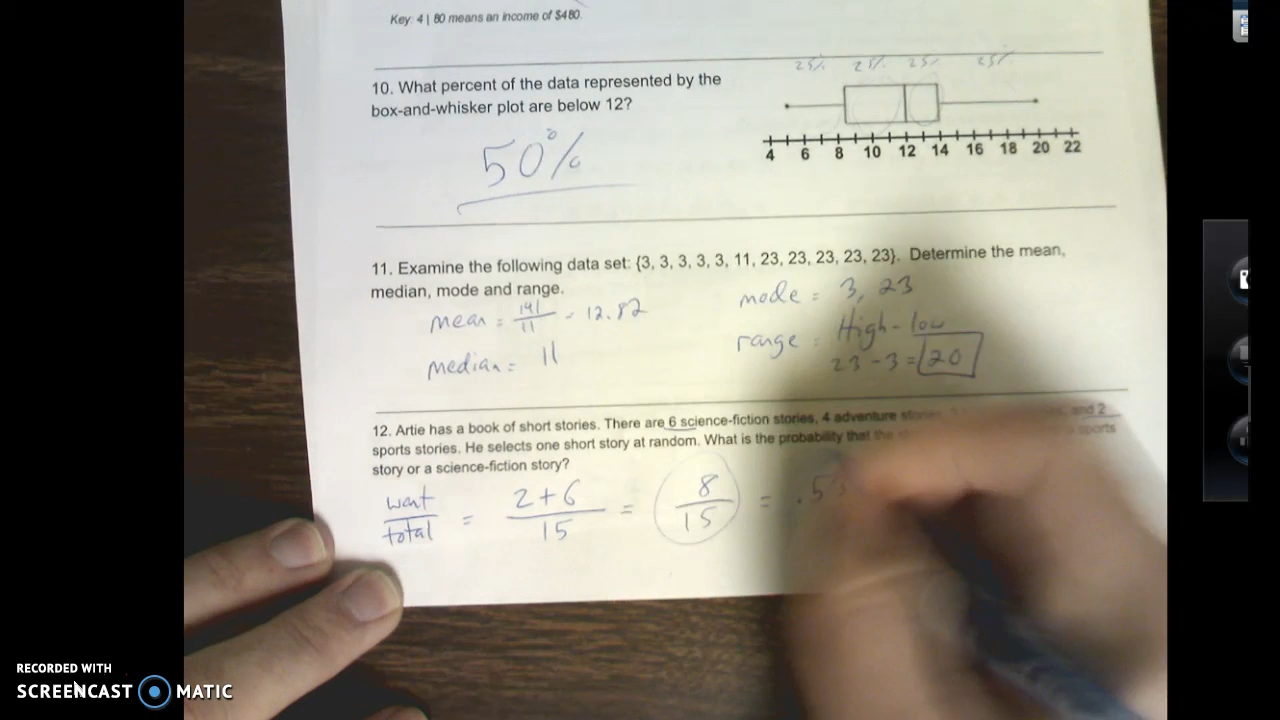 Key: 4 | 80 means an income of $480.
25% 25% 25% 25%
10. What percent of the data represented by the
box-and-whisker plot are below 12?
50%
4 6 8 10 12 14 16 18 20 22
11. Examine the following data set: {3, 3, 3, 3, 3, 11, 23, 23, 23, 23, 23}. Determine the mean,
median, mode and range.
mean = 141/11 = 12.82
median = 11
mode = 3, 23
range = High - low
23 - 3 = 20
12. Artie has a book of short stories. There are 6 science-fiction stories, 4 adventure stories, and 2
sports stories. He selects one short story at random. What is the probability that the sports
story or a science-fiction story?
want/total = 2+6/15 = 8/15 = .53
RECORDED WITH
SCREENCAST MATIC